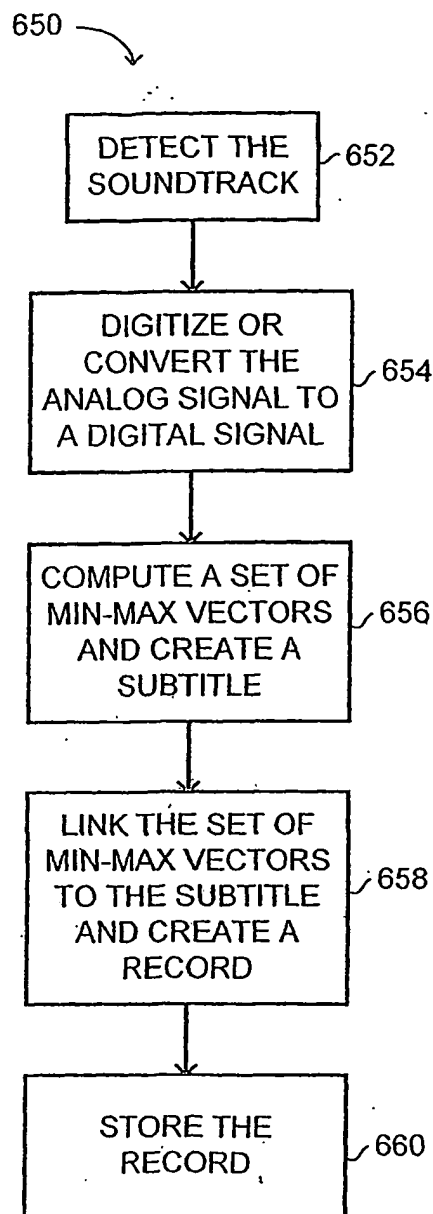 650
DETECT THE
SOUNDTRACK
652
DIGITIZE OR
CONVERT THE
ANALOG SIGNAL TO
A DIGITAL SIGNAL
654
COMPUTE A SET OF
MIN-MAX VECTORS
AND CREATE A
SUBTITLE
656
LINK THE SET OF
MIN-MAX VECTORS
TO THE SUBTITLE
AND CREATE A
RECORD
658
STORE THE
RECORD
660